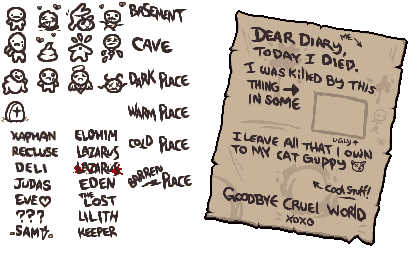 BASEMENT
CAVE
DARK PLACE
WARM PLACE
COLD PLACE
BARREN PLACE
XAPHAN
RECLUSE
DELI
JUDAS
EVE
???
SAMS
ELOHIM
LAZARUS
LAZARUS
EDEN
THE LOST
LILITH
KEEPER
DEAR DIARY,
ME
TODAY I DIED.
I WAS KILLED BY THIS
THING
IN SOME
UGLY
I LEAVE ALL THAT I OWN
TO MY CAT GUPPY
COOL STUFF!
GOODBYE CRUEL WORLD
XOXO